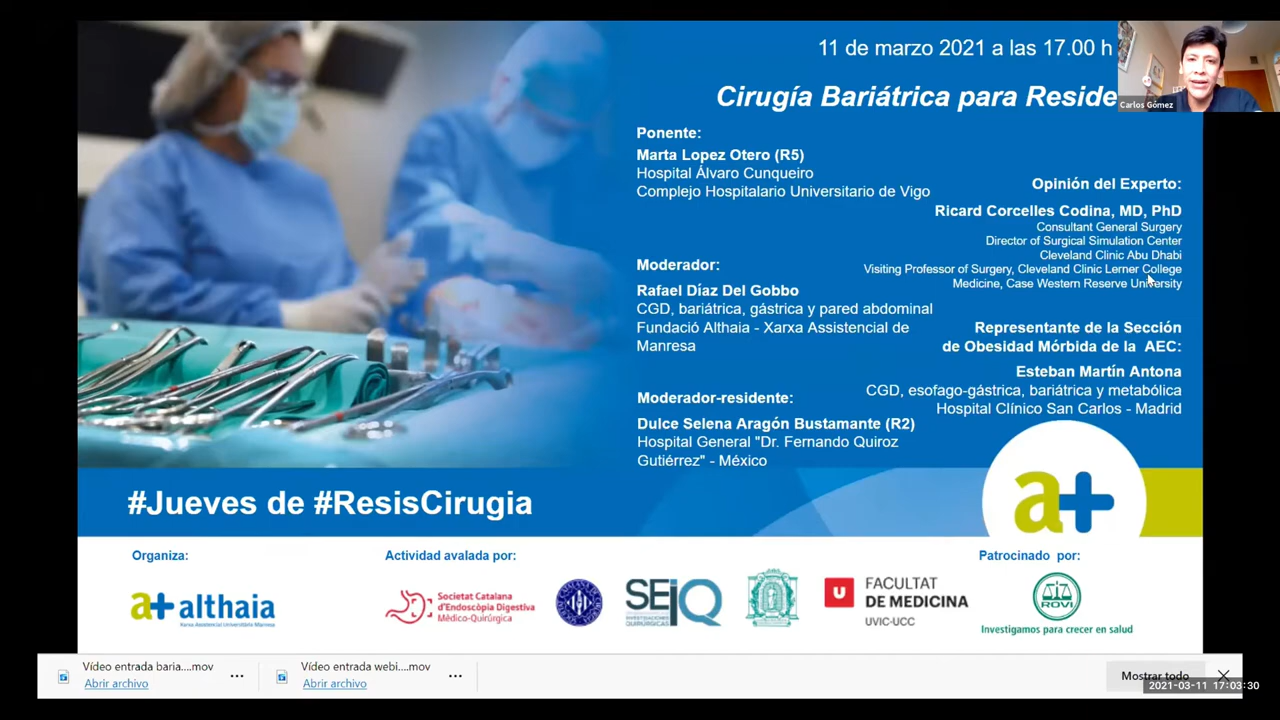 11 de marzo 2021 a las 17.00 h
Carlos Gómez
Cirugía Bariátrica para Reside
Ponente:
Marta Lopez Otero (R5)
Hospital Álvaro Cunqueiro
Complejo Hospitalario Universitario de Vigo
Opinión del Experto:
Ricard Corcelles Codina, MD, PhD
Consultant General Surgery
Director of Surgical Simulation Center
Cleveland Clinic Abu Dhabi
Visiting Professor of Surgery, Cleveland Clinic Lerner College
Medicine, Case Western Reserve University
Moderador:
Rafael Díaz Del Gobbo
CGD, bariátrica, gástrica y pared abdominal
Fundació Althaia - Xarxa Assistencial de
Manresa
Representante de la Sección
de Obesidad Mórbida de la AEC:
Esteban Martín Antona
CGD, esofago-gástrica, bariátrica y metabólica
Hospital Clínico San Carlos - Madrid
Moderador-residente:
Dulce Selena Aragón Bustamante (R2)
Hospital General "Dr. Fernando Quiroz
Gutiérrez" - México
#Jueves de #ResisCirugia
a+
Organiza:
Actividad avalada por:
Patrocinado por:
a+ althaia
Xarxa Assistencial Universitària Manresa
Societat Catalana
d'Endoscòpia Digestiva
Mèdico-Quirúrgica
SEIQ
INVESTIGACIONES
QUIRÚRGICAS
U
FACULTAT
DE MEDICINA
UVIC·UCC
ROVI
Investigamos para crecer en salud
Vídeo entrada baria....mov
Abrir archivo
Vídeo entrada webi....mov
Abrir archivo
Mostrar todo
2021-03-11 17:03:30